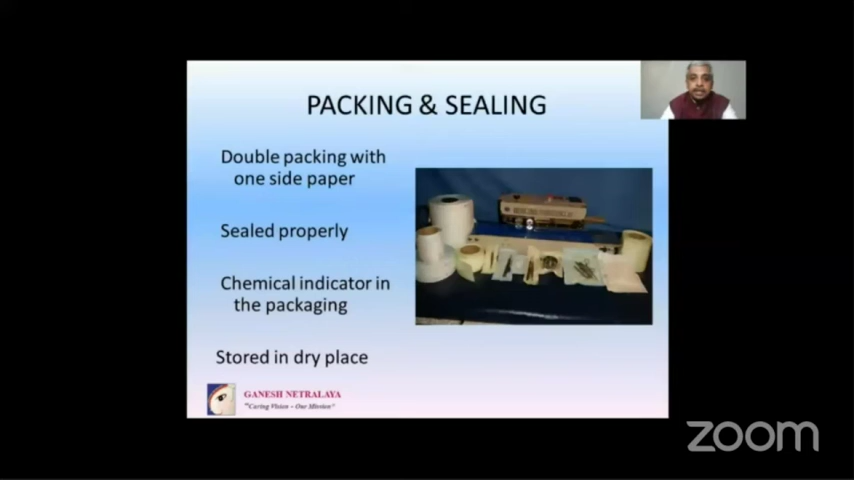 PACKING & SEALING
Double packing with
one side paper
Sealed properly
Chemical indicator in
the packaging
Stored in dry place
GANESH NETRALAYA
"Caring Vision – Our Mission"
zoom